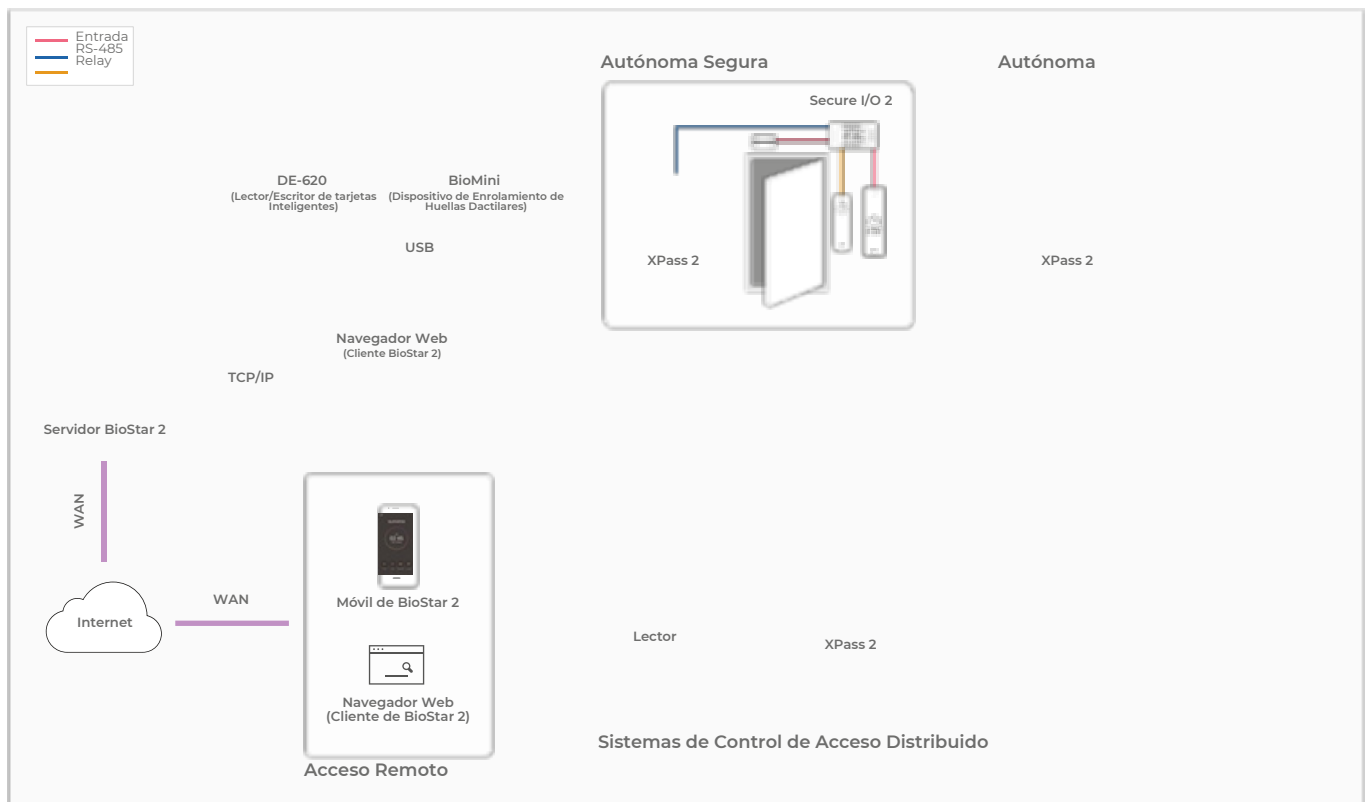 Entrada
RS-485
Relay
Autónoma Segura
Autónoma
Secure I/O 2
DE-620
(Lector/Escritor de tarjetas
Inteligentes)
BioMini
(Dispositivo de Enrolamiento de
Huellas Dactilares)
USB
XPass 2
XPass 2
Navegador Web
(Cliente BioStar 2)
TCP/IP
Servidor BioStar 2
WAN
Internet
WAN
Móvil de BioStar 2
Navegador Web
(Cliente de BioStar 2)
Acceso Remoto
Lector
XPass 2
Sistemas de Control de Acceso Distribuido